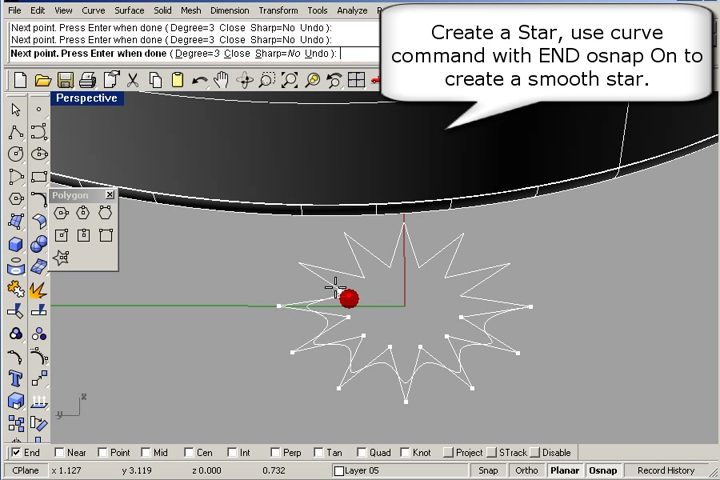 File Edit View Curve Surface Solid Mesh Dimension Transform Tools Analyze
Next point. Press Enter when done ( Degree=3 Close Sharp=No Undo ):
Next point. Press Enter when done ( Degree=3 Close Sharp=No Undo ):
Next point. Press Enter when done ( Degree=3 Close Sharp=No Undo ):
Create a Star, use curve
command with END osnap On to
create a smooth star.
Perspective
Polygon
x
y
End Near Point Mid Cen Int Perp Tan Quad Knot Project STrack Disable
CPlane x 1.127 y 3.119 z 0.000 0.732 Layer 05 Snap Ortho Planar Osnap Record History